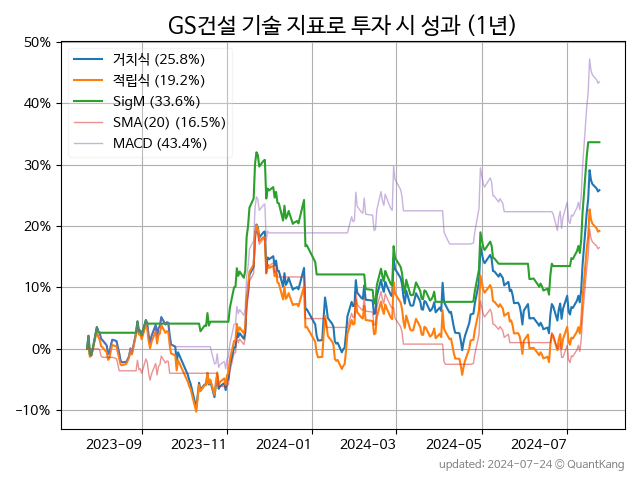 GS건설 기술 지표로 투자 시 성과 (1년)
50%
40%
30%
20%
10%
0%
−10%
거치식 (25.8%)
적립식 (19.2%)
SigM (33.6%)
SMA(20) (16.5%)
MACD (43.4%)
2023−09
2023−11
2024−01
2024−03
2024−05
2024−07
updated: 2024-07-24 © QuantKang